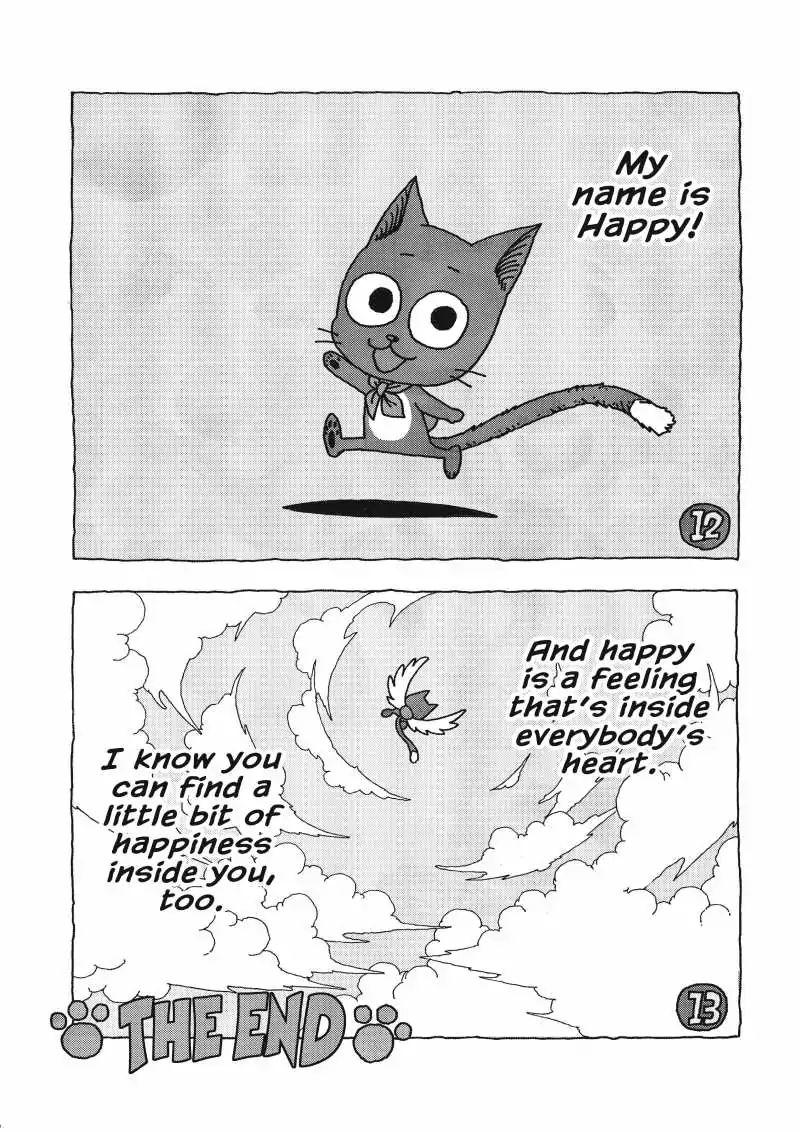 My
name is
Happy!
12
And happy
is a feeling
that's inside
everybody's
heart.
I know you
can find a
little bit of
happiness
inside you,
too.
13
THE END